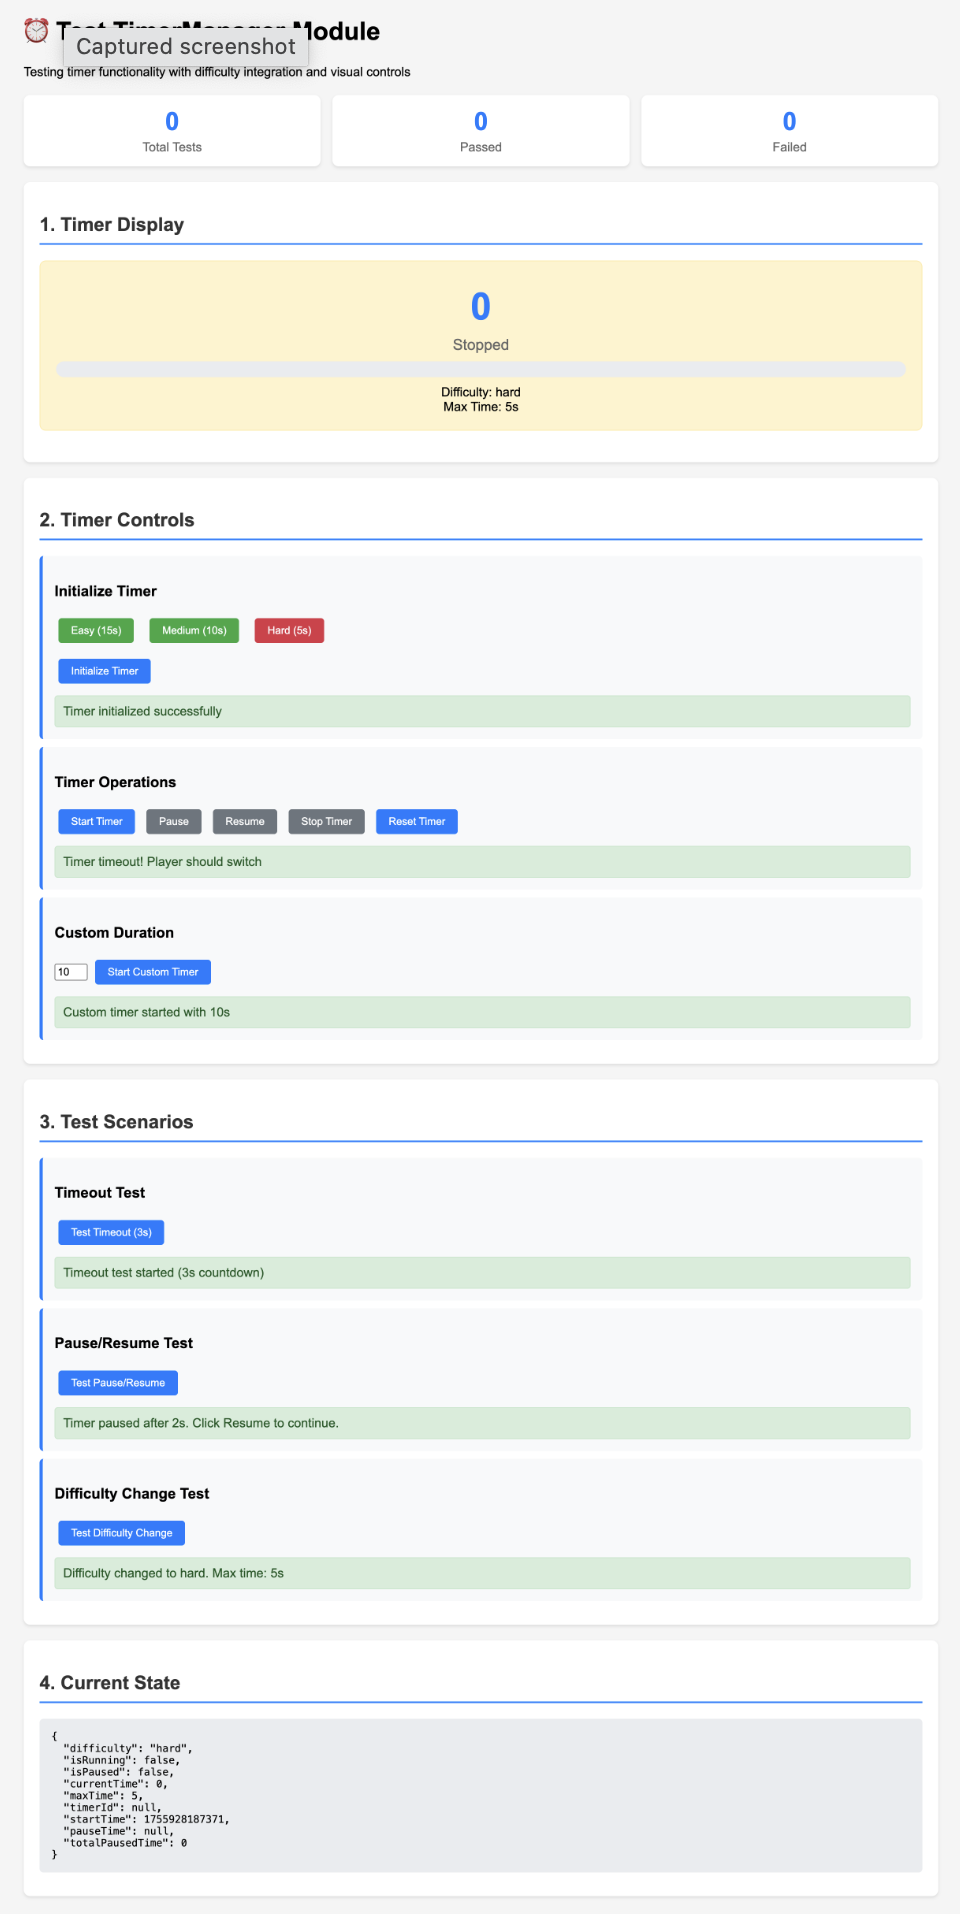 ⏰ Test TimerManager Module
Captured screenshot
Testing timer functionality with difficulty integration and visual controls
0
Total Tests
0
Passed
0
Failed
1. Timer Display
0
Stopped
Difficulty: hard
Max Time: 5s
2. Timer Controls
Initialize Timer
Easy (15s) Medium (10s) Hard (5s)
Initialize Timer
Timer initialized successfully
Timer Operations
Start Timer Pause Resume Stop Timer Reset Timer
Timer timeout! Player should switch
Custom Duration
10 Start Custom Timer
Custom timer started with 10s
3. Test Scenarios
Timeout Test
Test Timeout (3s)
Timeout test started (3s countdown)
Pause/Resume Test
Test Pause/Resume
Timer paused after 2s. Click Resume to continue.
Difficulty Change Test
Test Difficulty Change
Difficulty changed to hard. Max time: 5s
4. Current State
{
  "difficulty": "hard",
  "isRunning": false,
  "isPaused": false,
  "currentTime": 0,
  "maxTime": 5,
  "timerId": null,
  "startTime": 1755928187371,
  "pauseTime": null,
  "totalPausedTime": 0
}